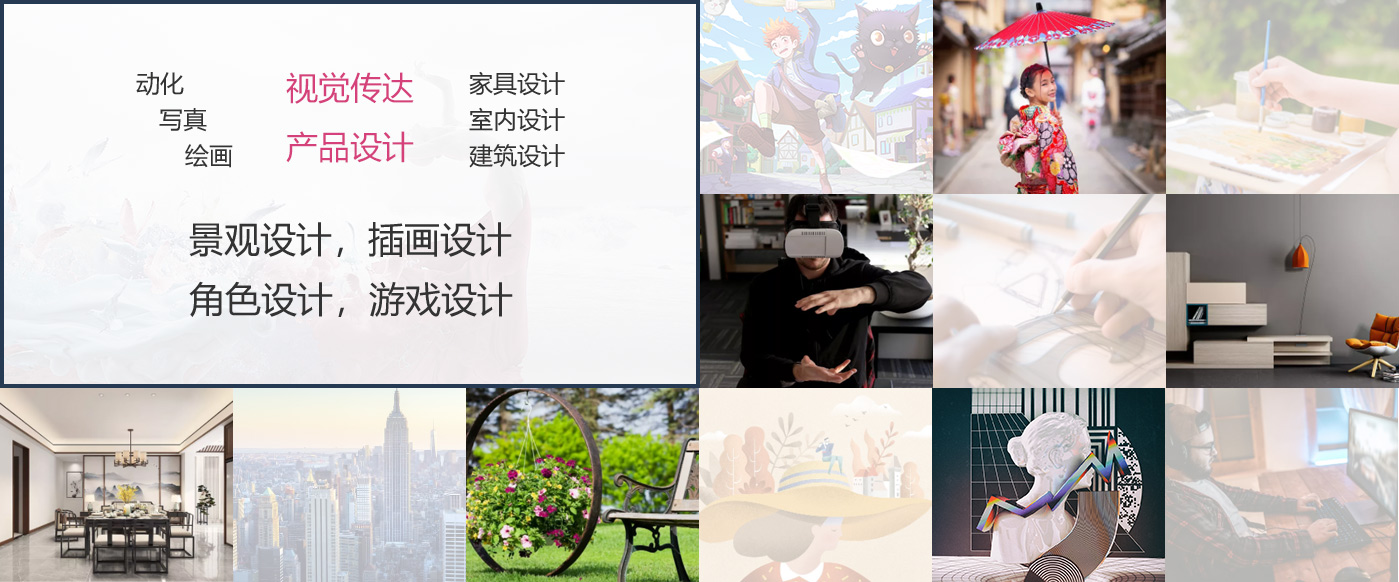 动化
写真
绘画
视觉传达
产品设计
家具设计
室内设计
建筑设计
景观设计，插画设计
角色设计，游戏设计